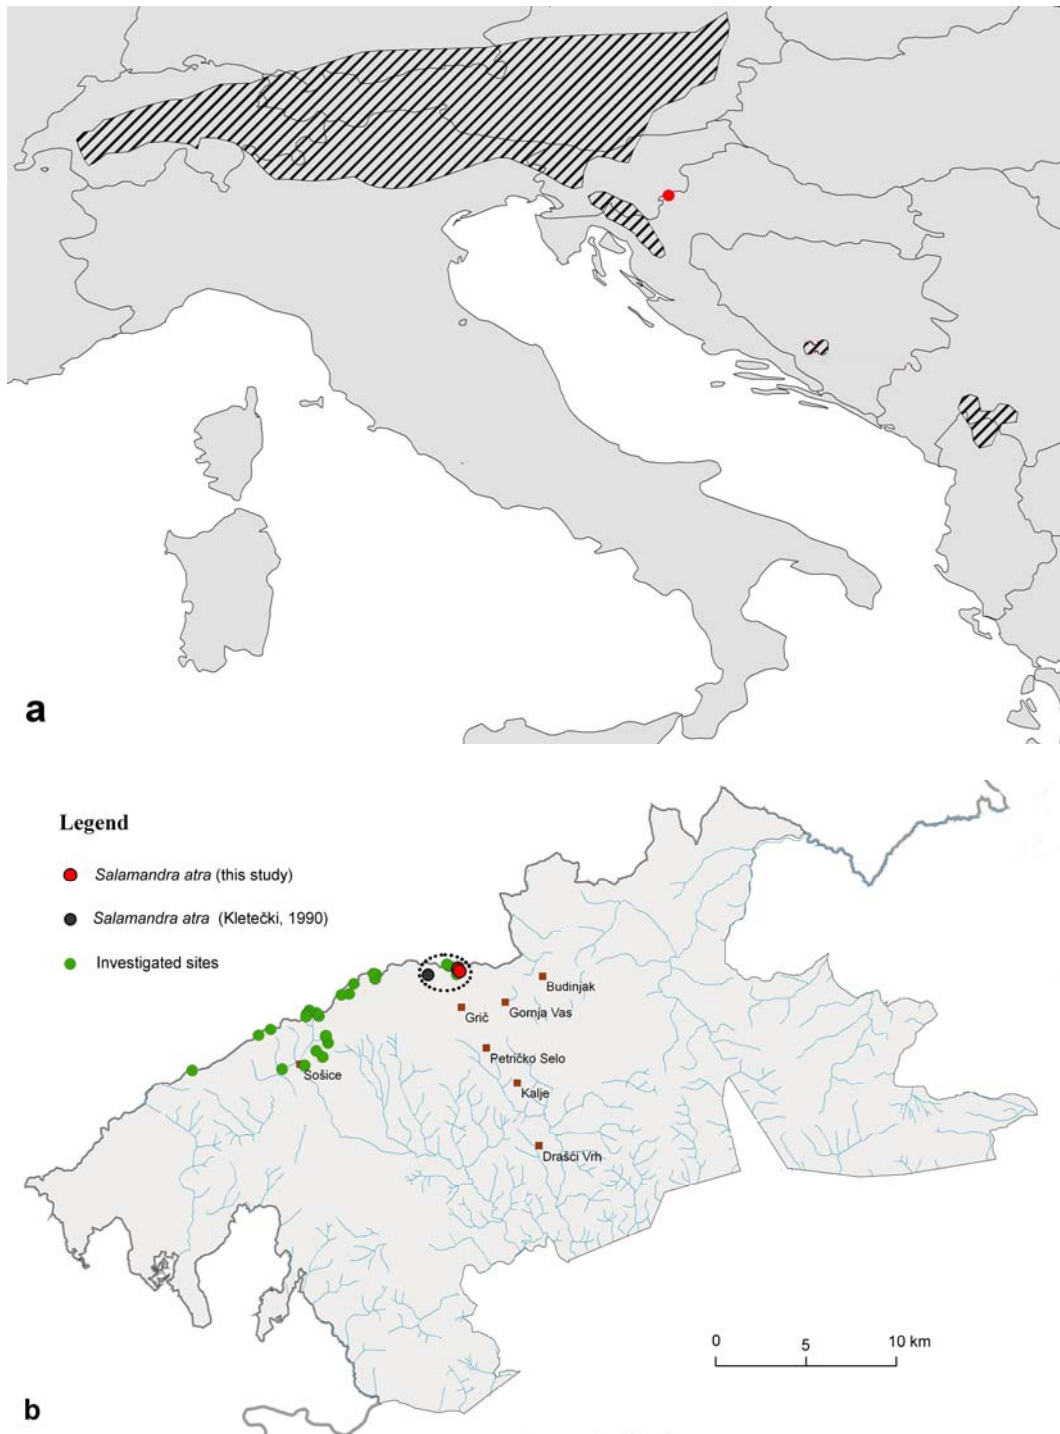 a
Legend
Salamandra atra (this study)
Salamandra atra (Kletečki, 1990)
Investigated sites
Budinjak
Gornja Vas
Grič
Petričko Selo
Sošice
Kalje
Drašći Vrh
0 5 10 km
b